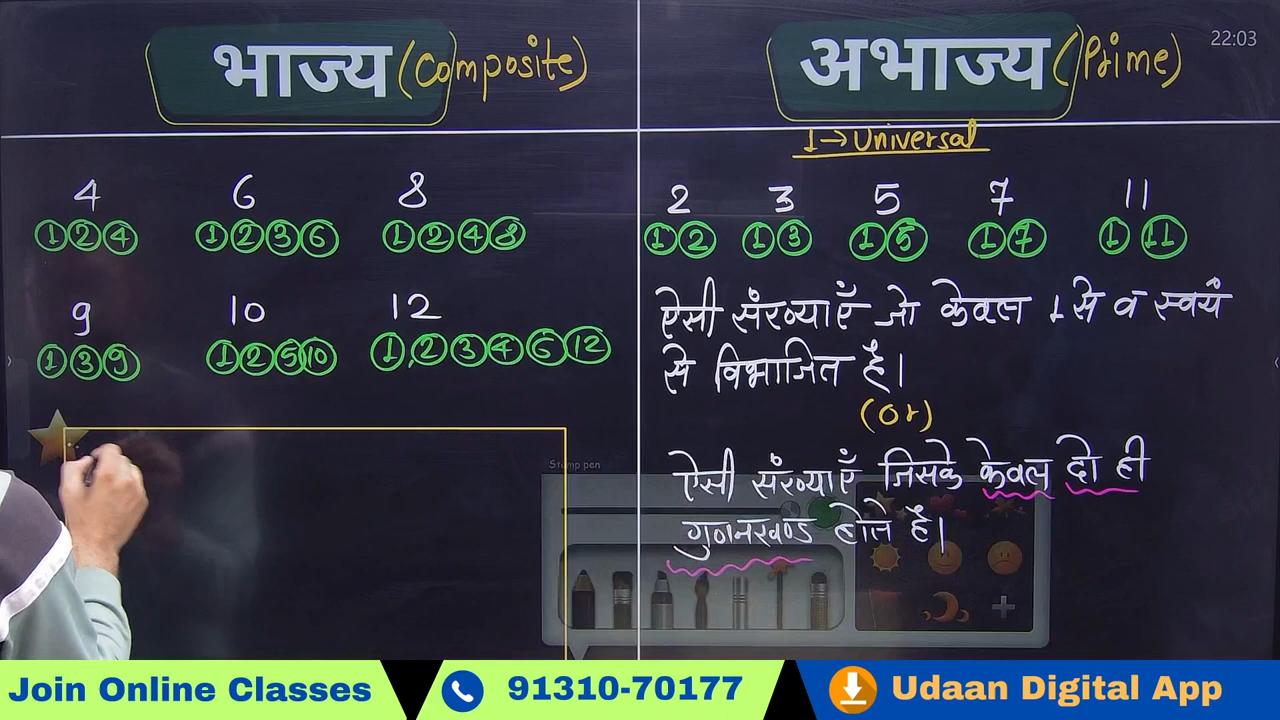 भाज्य (Composite)
अभाज्य (Prime)
22:03
1→Universal
4 6 8
1 2 4 1 2 3 6 1 2 4 8
9 10 12
1 3 9 1 2 5 10 1 2 3 4 6 12
2 3 5 7 11
1 2 1 3 1 5 1 7 1 11
ऐसी संख्याएँ जो केवल 1 से व स्वयं
से विभाजित है।
(Or)
ऐसी संख्याएँ जिसके केवल दो ही
गुणनखण्ड होते है।
Stamp pen
Join Online Classes
91310-70177
Udaan Digital App